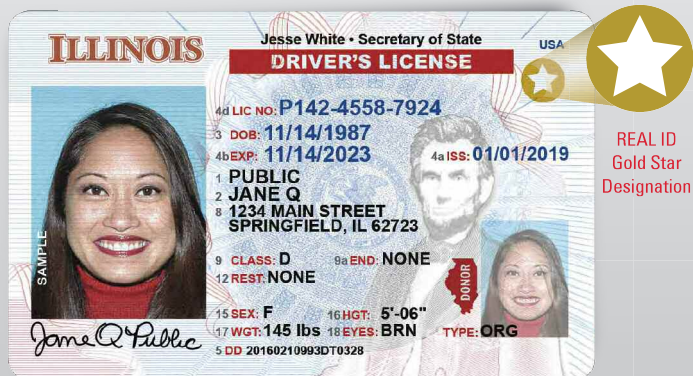 ILLINOIS
Jesse White • Secretary of State
USA
DRIVER'S LICENSE
4d LIC NO: P142-4558-7924
3 DOB: 11/14/1987
4b EXP: 11/14/2023 4a ISS: 01/01/2019
1 PUBLIC
2 JANE Q
8 1234 MAIN STREET
SPRINGFIELD, IL 62723
9 CLASS: D 9a END: NONE
12 REST: NONE
15 SEX: F 16 HGT: 5'-06"
17 WGT: 145 lbs 18 EYES: BRN TYPE: ORG
5 DD 20160210993DT0328
DONOR
SAMPLE
Jane Q Public
REAL ID
Gold Star
Designation